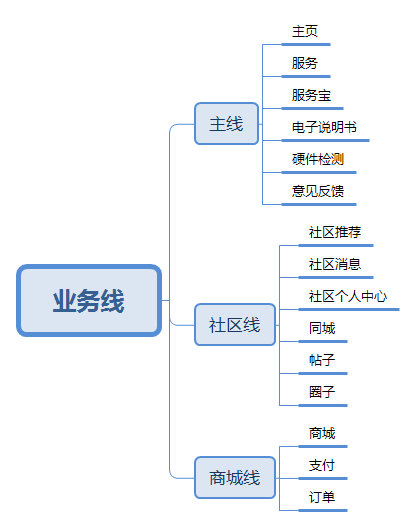 业务线
主线
主页
服务
服务宝
电子说明书
硬件检测
意见反馈
社区线
社区推荐
社区消息
社区个人中心
同城
帖子
圈子
商城线
商城
支付
订单